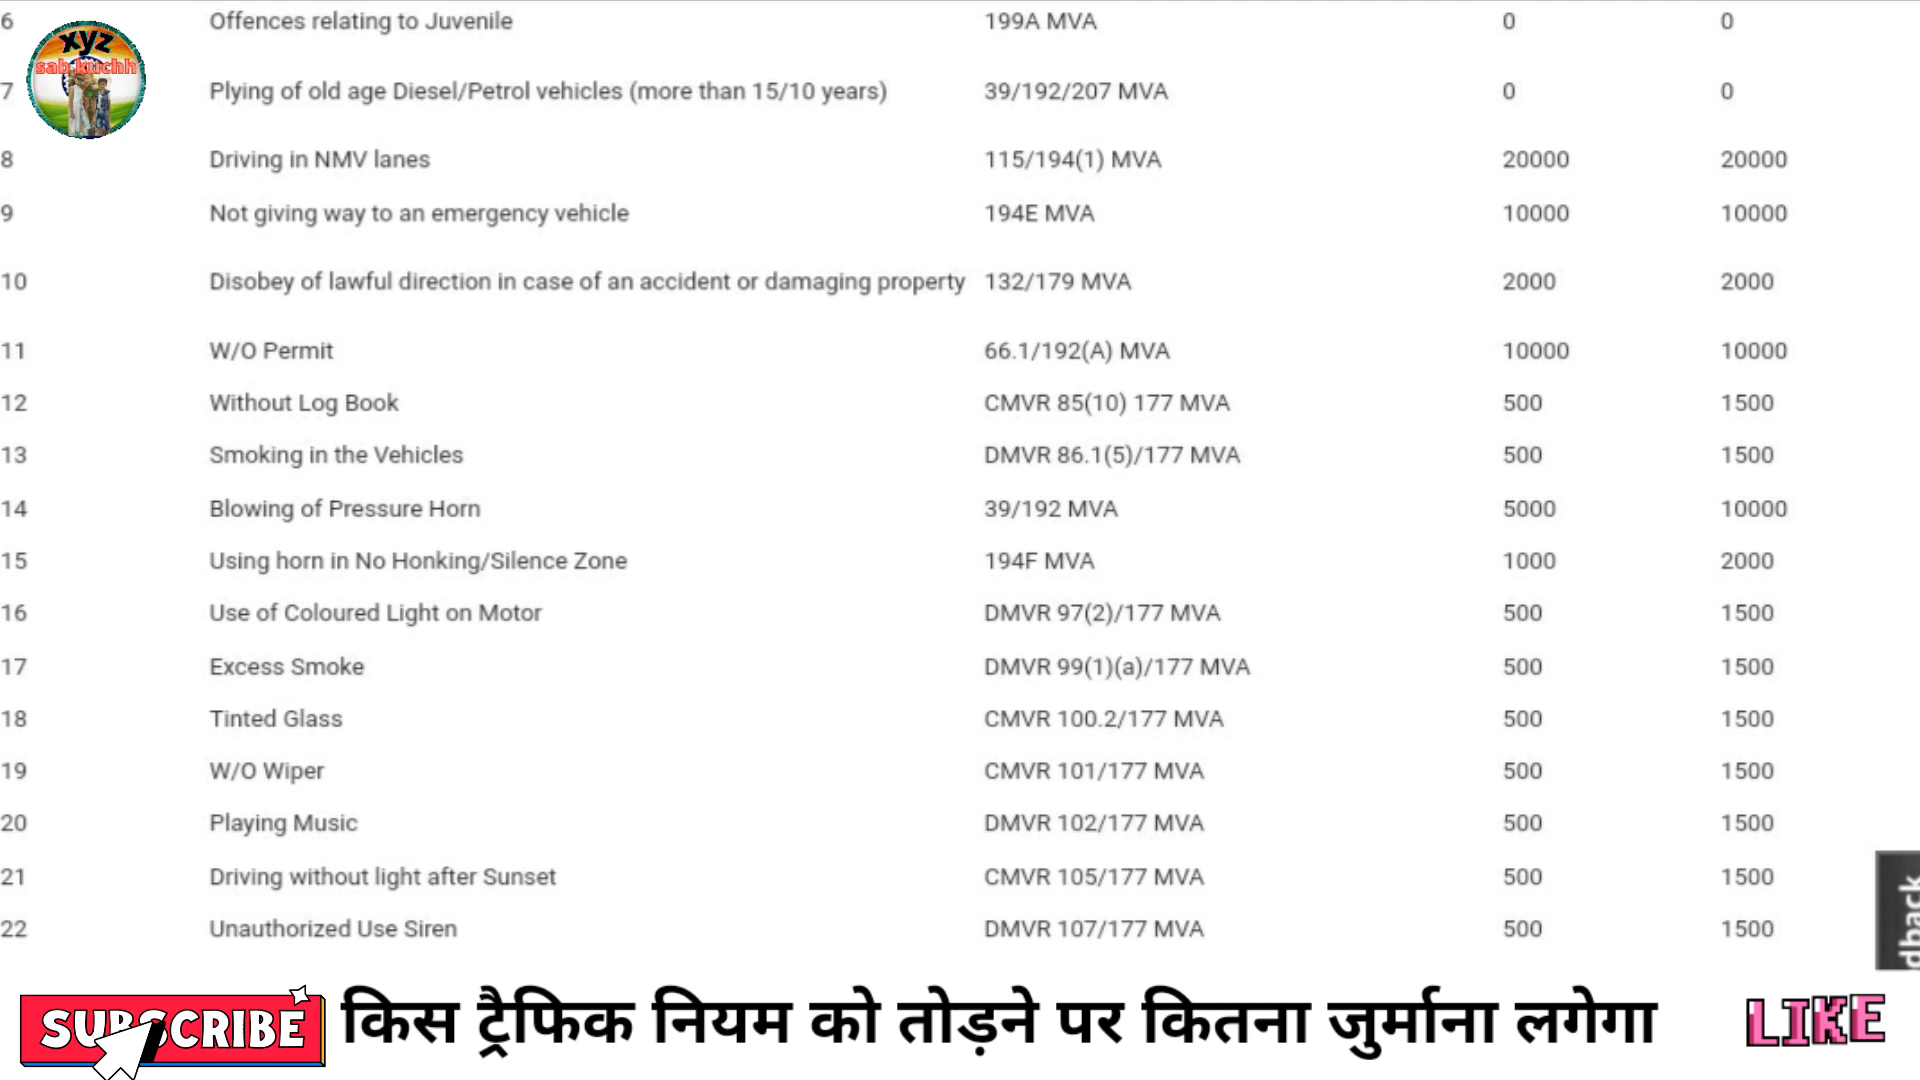 6 Offences relating to Juvenile 199A MVA 0 0
xyz
sab kuchh
7 Plying of old age Diesel/Petrol vehicles (more than 15/10 years) 39/192/207 MVA 0 0
8 Driving in NMV lanes 115/194(1) MVA 20000 20000
9 Not giving way to an emergency vehicle 194E MVA 10000 10000
10 Disobey of lawful direction in case of an accident or damaging property 132/179 MVA 2000 2000
11 W/O Permit 66.1/192(A) MVA 10000 10000
12 Without Log Book CMVR 85(10) 177 MVA 500 1500
13 Smoking in the Vehicles DMVR 86.1(5)/177 MVA 500 1500
14 Blowing of Pressure Horn 39/192 MVA 5000 10000
15 Using horn in No Honking/Silence Zone 194F MVA 1000 2000
16 Use of Coloured Light on Motor DMVR 97(2)/177 MVA 500 1500
17 Excess Smoke DMVR 99(1)(a)/177 MVA 500 1500
18 Tinted Glass CMVR 100.2/177 MVA 500 1500
19 W/O Wiper CMVR 101/177 MVA 500 1500
20 Playing Music DMVR 102/177 MVA 500 1500
21 Driving without light after Sunset CMVR 105/177 MVA 500 1500
22 Unauthorized Use Siren DMVR 107/177 MVA 500 1500
dback
SUBSCRIBE किस ट्रैफिक नियम को तोड़ने पर कितना जुर्माना लगेगा LIKE